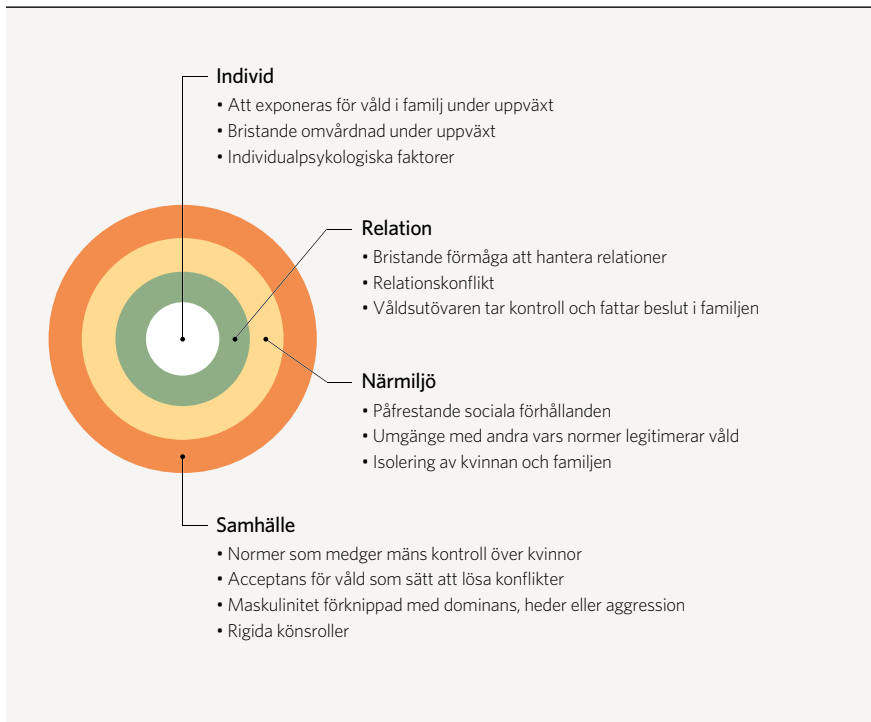 Individ
• Att exponeras för våld i familj under uppväxt
• Bristande omvårdnad under uppväxt
• Individualpsykologiska faktorer
Relation
• Bristande förmåga att hantera relationer
• Relationskonflikt
• Våldsutövaren tar kontroll och fattar beslut i familjen
Närmiljö
• Påfrestande sociala förhållanden
• Umgänge med andra vars normer legitimerar våld
• Isolering av kvinnan och familjen
Samhälle
• Normer som medger mäns kontroll över kvinnor
• Acceptans för våld som sätt att lösa konflikter
• Maskulinitet förknippad med dominans, heder eller aggression
• Rigida könsroller